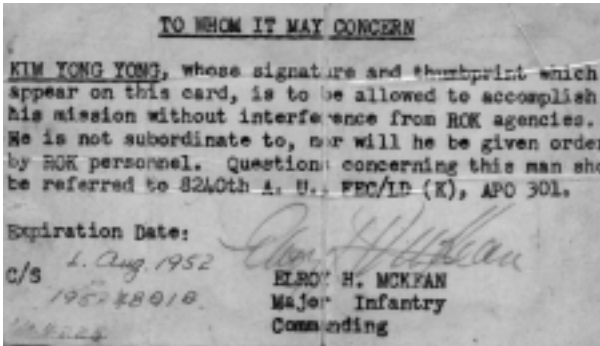 TO WHOM IT MAY CONCERN
KIM YONG YONG, whose signature and thumbprint which
appear on this card, is to be allowed to accomplish
his mission without interference from ROK agencies.
He is not subordinate to, nor will he be given order
by ROK personnel. Questions concerning this man sho
be referred to 8240th A. U., FEC/LD (K), APO 301.
Expiration Date:
Aug. 1952
C/S
ELROY H. MCKEAN
Major Infantry
Commanding